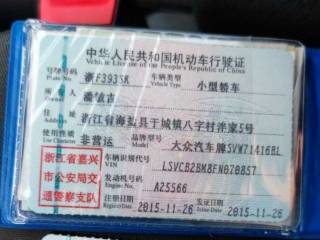 中华人民共和国机动车行驶证
Vehicle License of the People's Republic of China
号牌号码 浙F393SK 车辆类型 小型轿车
Plate No. Vehicle Type
所有人
Owner
住址 浙江省海盐县于城镇八字村洋家5号
Address
使用性质 非营运 品牌型号 大众汽车牌SVW71416BL
Use Character Model
浙江省嘉兴
市公安局交
通警察支队
车辆识别代号 LSVCB2BM8FN070857
VIN
发动机号码 A25566
Engine No.
注册日期 2015-11-26 发证日期 2015-11-26
Register Date Issue Date